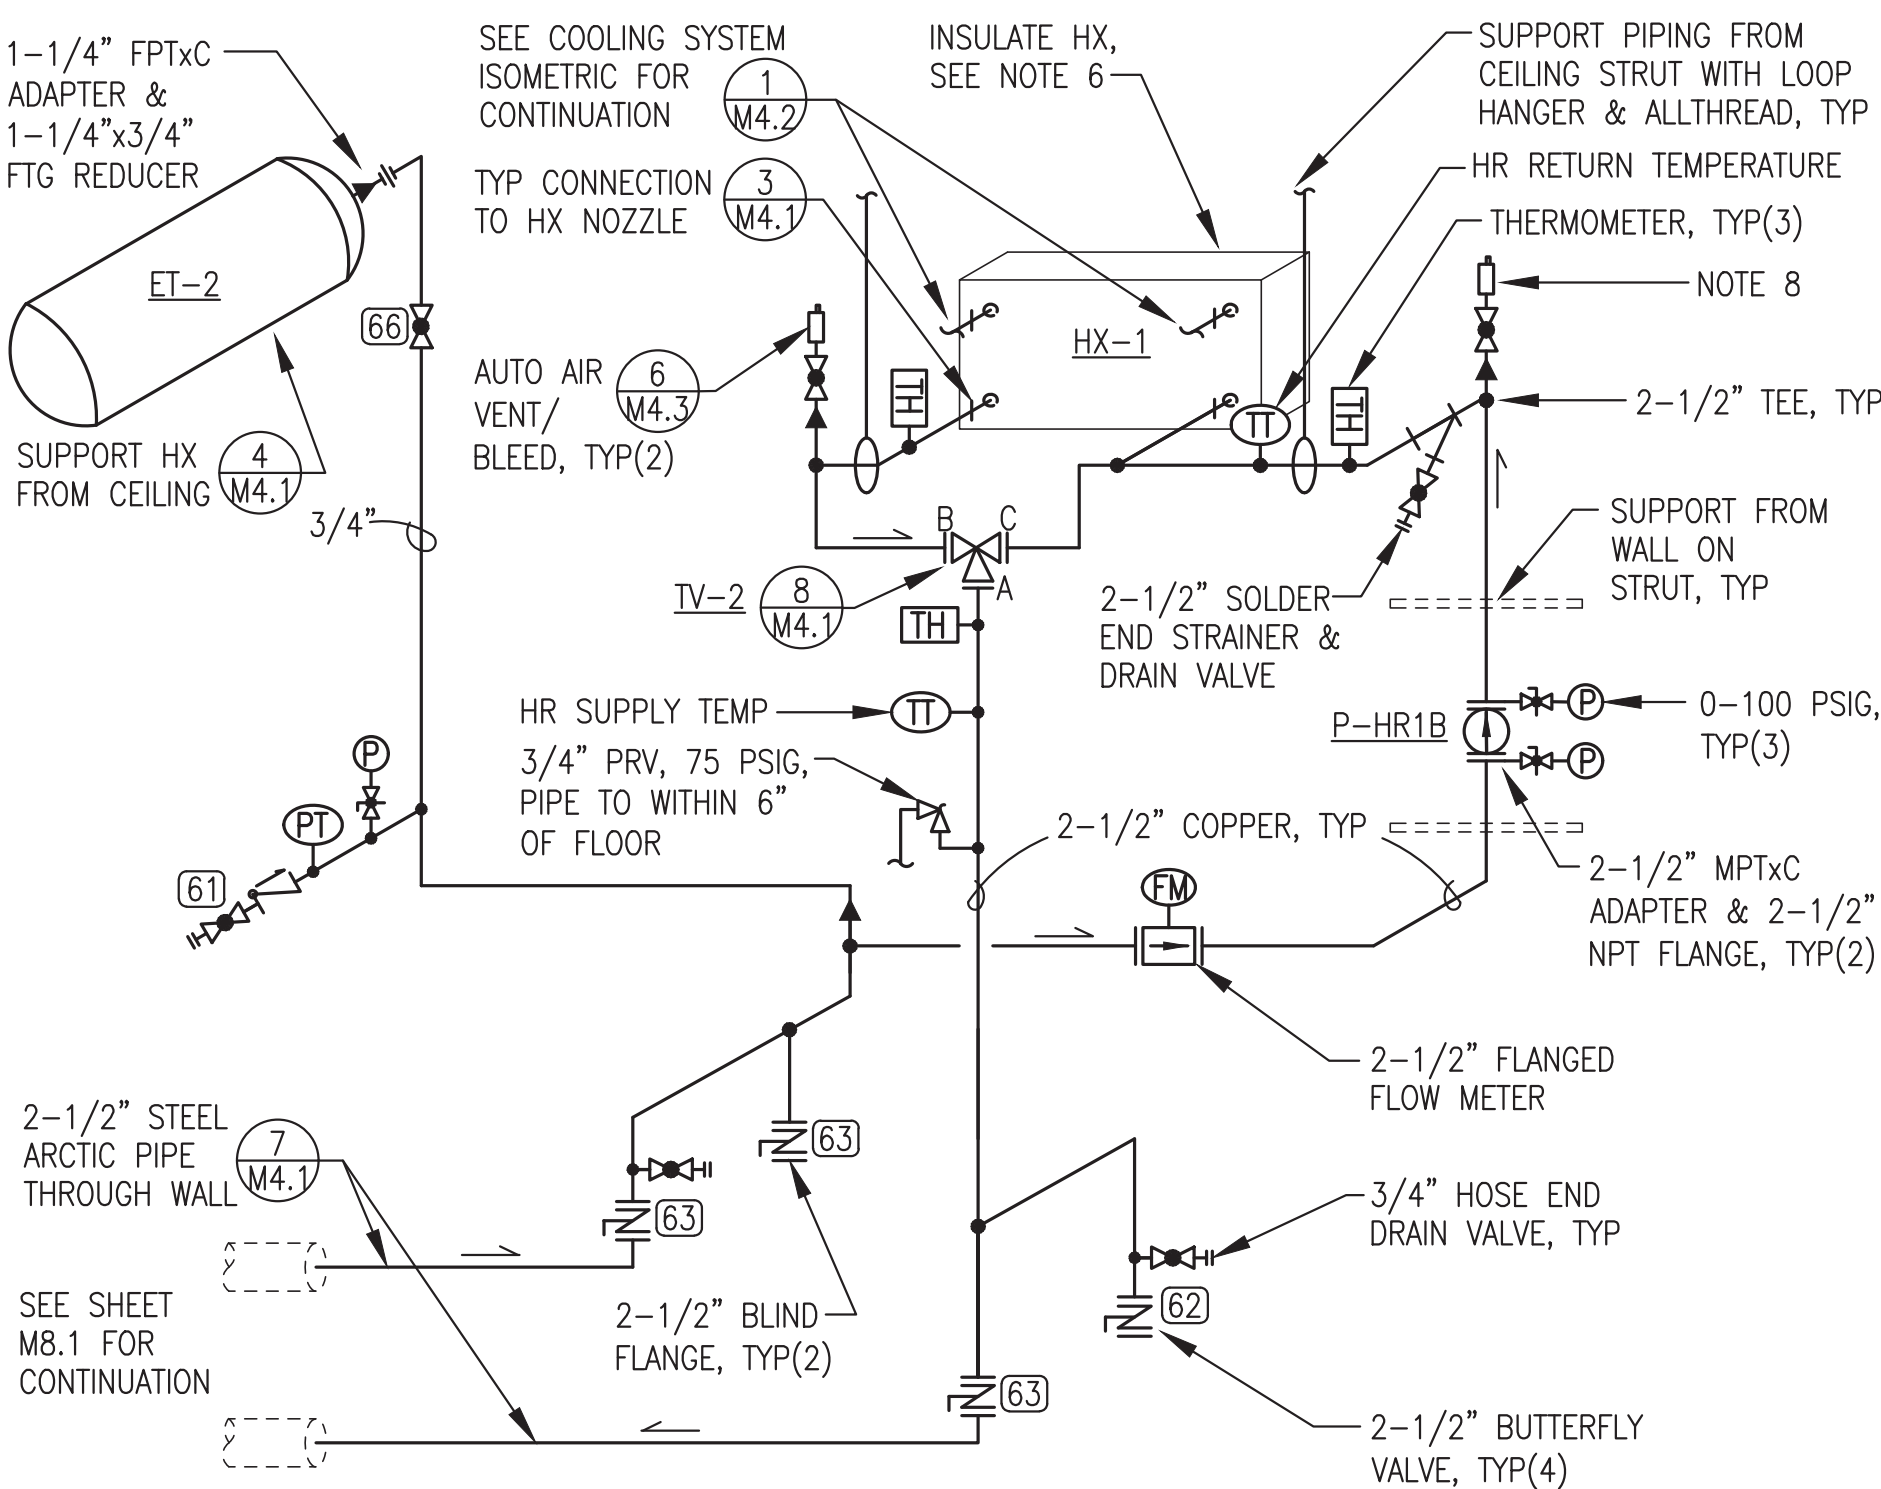 1-1/4" FPTxC
ADAPTER &
1-1/4"x3/4"
FTG REDUCER
SEE COOLING SYSTEM
ISOMETRIC FOR
CONTINUATION
1
M4.2
INSULATE HX,
SEE NOTE 6
SUPPORT PIPING FROM
CEILING STRUT WITH LOOP
HANGER & ALLTHREAD, TYP
TYP CONNECTION
TO HX NOZZLE
3
M4.1
HR RETURN TEMPERATURE
THERMOMETER, TYP(3)
NOTE 8
ET-2
66
HX-1
AUTO AIR
VENT/
BLEED, TYP(2)
6
M4.3
TH
TT
TH
2-1/2" TEE, TYP
SUPPORT HX
FROM CEILING
4
M4.1
3/4"
B
C
A
SUPPORT FROM
WALL ON
STRUT, TYP
TV-2
8
M4.1
TH
2-1/2" SOLDER
END STRAINER &
DRAIN VALVE
HR SUPPLY TEMP
TT
P-HR1B
P
P
0-100 PSIG,
TYP(3)
3/4" PRV, 75 PSIG,
PIPE TO WITHIN 6"
OF FLOOR
P
PT
61
2-1/2" COPPER, TYP
FM
2-1/2" MPTxC
ADAPTER & 2-1/2"
NPT FLANGE, TYP(2)
2-1/2" FLANGED
FLOW METER
2-1/2" STEEL
ARCTIC PIPE
THROUGH WALL
7
M4.1
63
63
3/4" HOSE END
DRAIN VALVE, TYP
62
SEE SHEET
M8.1 FOR
CONTINUATION
2-1/2" BLIND
FLANGE, TYP(2)
63
2-1/2" BUTTERFLY
VALVE, TYP(4)